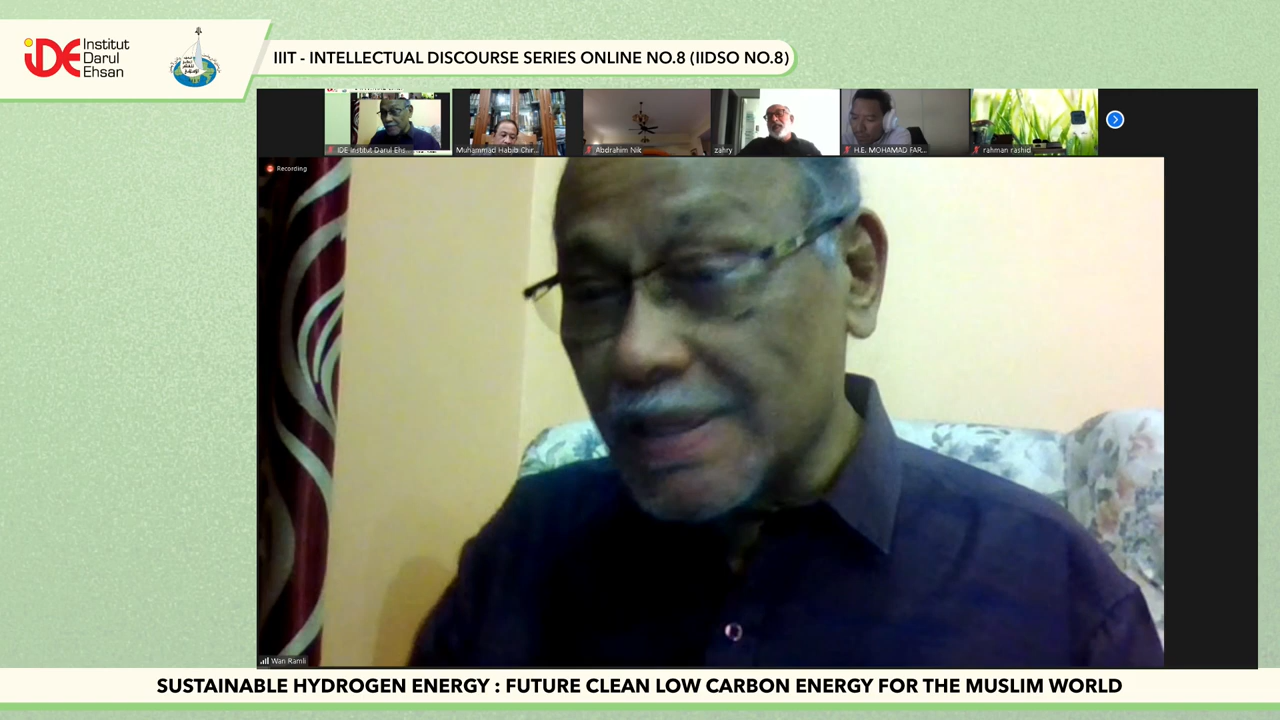 iDE Institut
Darul
Ehsan
IIIT - INTELLECTUAL DISCOURSE SERIES ONLINE NO.8 (IIDSO NO.8)
IDE Institut Darul Ehs...
Muhammad Habib Chir...
Abdrahim Nik
zahry
H.E. MOHAMAD FAR...
rahman rashid
Recording
Wan Ramli
SUSTAINABLE HYDROGEN ENERGY : FUTURE CLEAN LOW CARBON ENERGY FOR THE MUSLIM WORLD